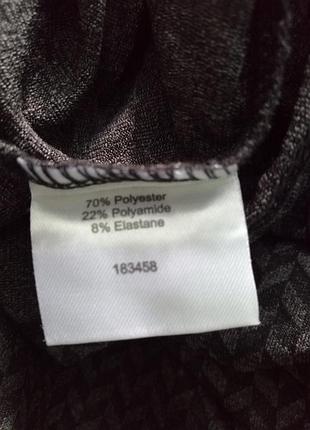 70% Polyester
22% Polyamide
8% Elastane
183458